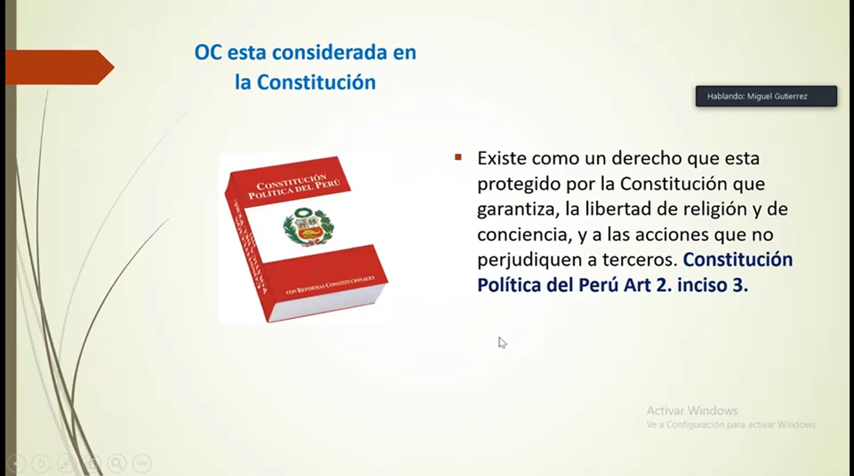 OC esta considerada en
la Constitución
Hablando: Miguel Gutierrez
CONSTITUCIÓN
POLÍTICA DEL PERÚ
CON REFORMAS CONSTITUCIONALES
Existe como un derecho que esta
protegido por la Constitución que
garantiza, la libertad de religión y de
conciencia, y a las acciones que no
perjudiquen a terceros. Constitución
Política del Perú Art 2. inciso 3.
Activar Windows
Ve a Configuración para activar Windows.